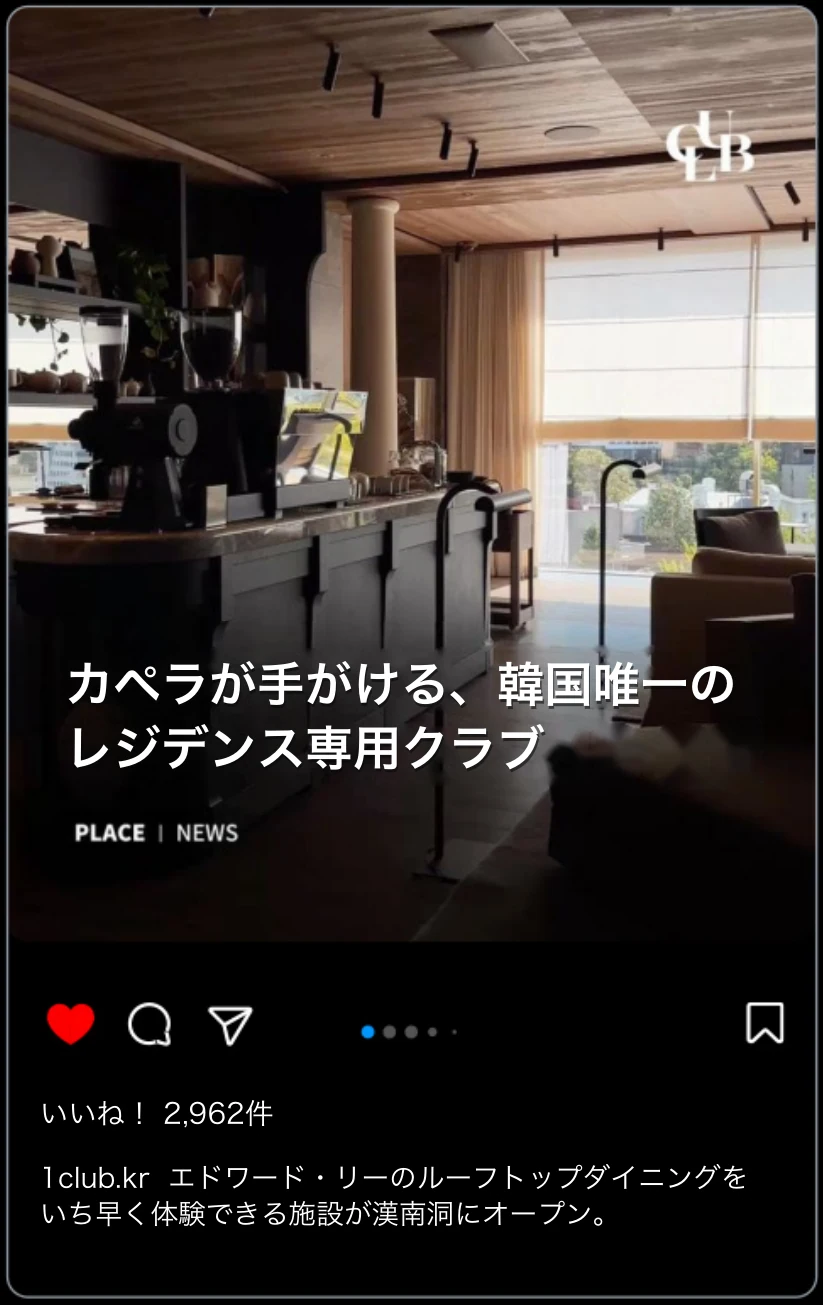 CLUB
カペラが手がける、韓国唯一の
レジデンス専用クラブ
PLACE | NEWS
いいね！ 2,962件
1club.kr エドワード・リーのルーフトップダイニングを
いち早く体験できる施設が漢南洞にオープン。